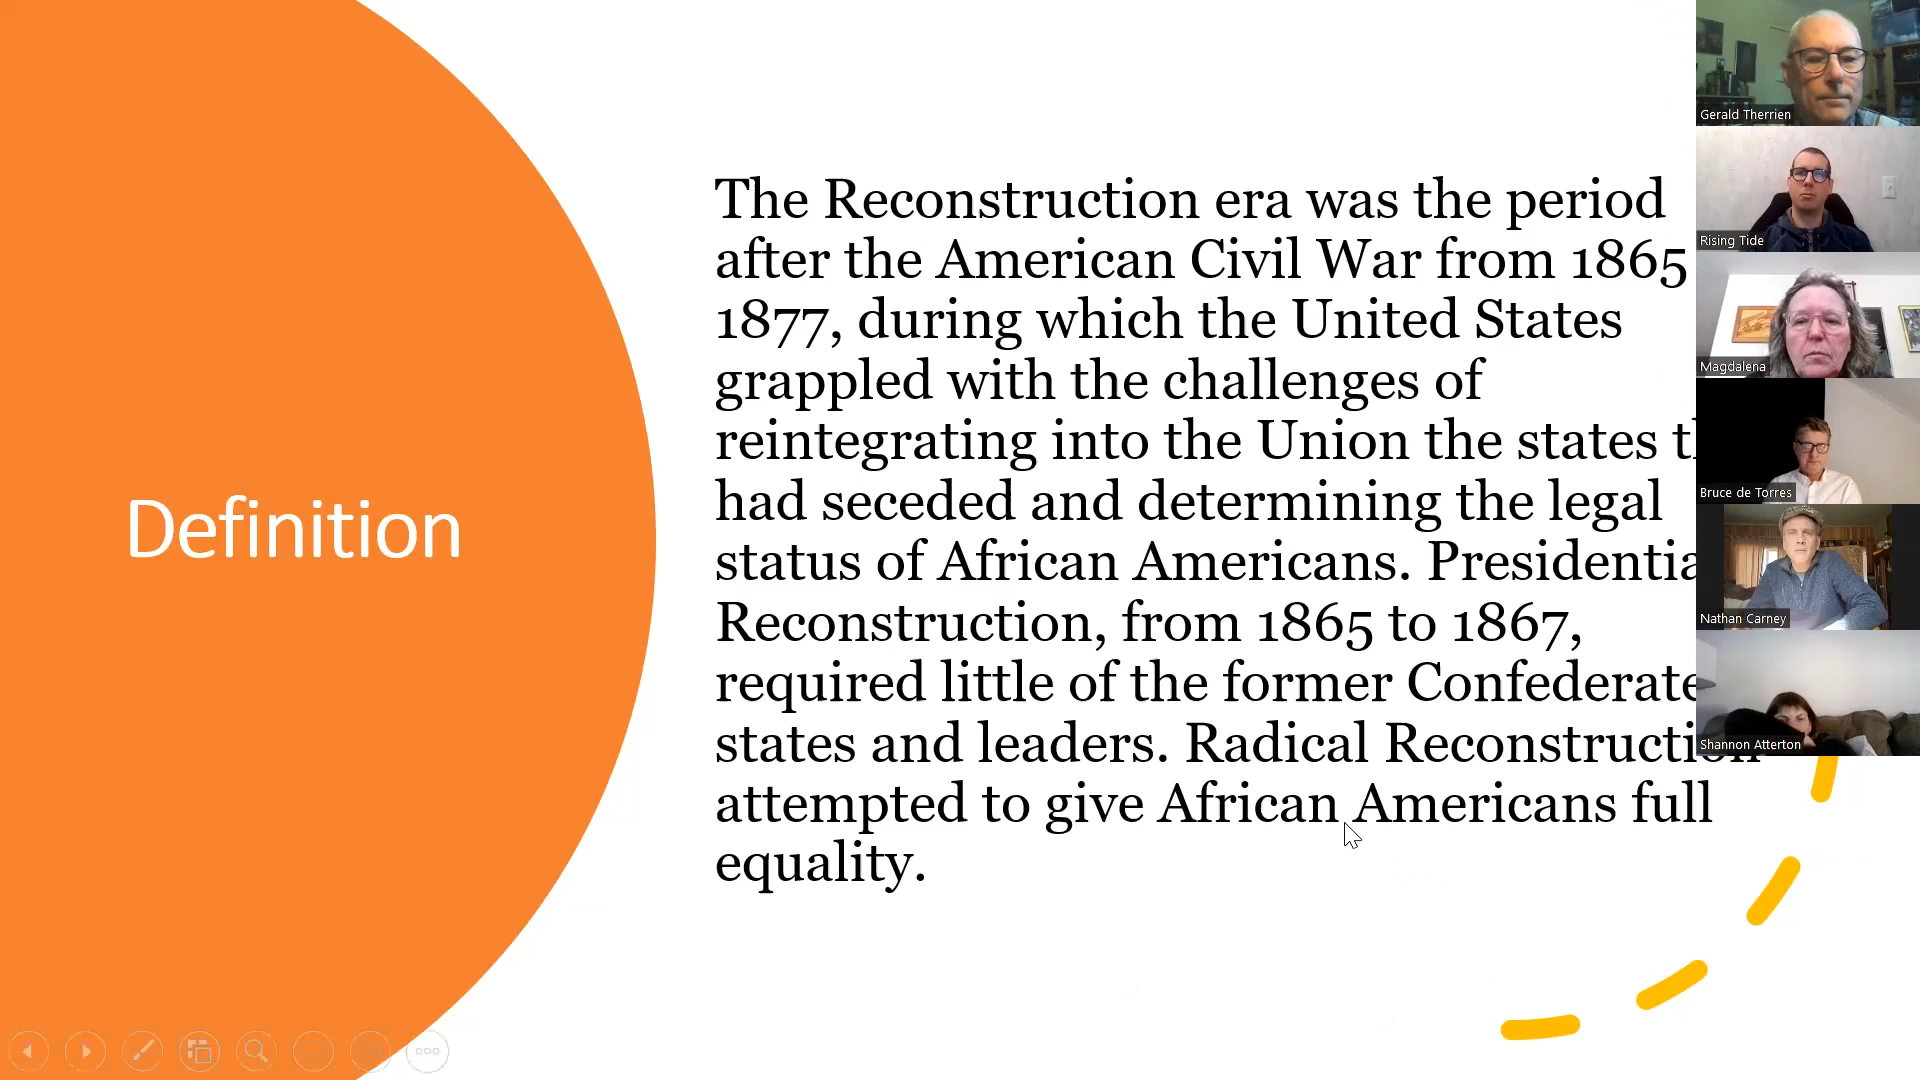 Definition
The Reconstruction era was the period
after the American Civil War from 1865
1877, during which the United States
grappled with the challenges of
reintegrating into the Union the states
had seceded and determining the legal
status of African Americans.
Reconstruction, from 1865 to 1867,
required little of the former Confederate
states and leaders. Radical
attempted to give African Americans full
equality.
Gerald Therrien
Rising Tide
Magdalena
Bruce de Torres
Nathan Carney
Shannon Atterton